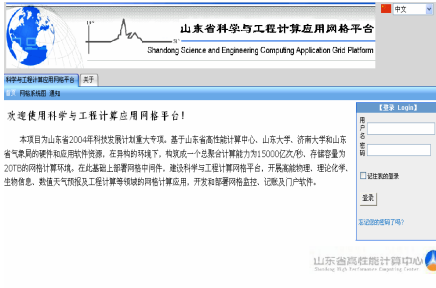 中文
山东省科学与工程计算应用网格平台
Shandong Science and Engineering Computing Application Grid Platform
科学与工程计算应用网格平台 关于
首页 网络系统图 通知
欢迎使用科学与工程计算应用网格平台！
本项目为山东省2004年科技发展计划重大专项。基于山东省高性能计算中心、山东大学、济南大学和山东
省气象局的硬件和应用软件资源，在异构的环境下，构筑成一个总聚合计算能力为15000亿次/秒、存储容量为
20TB的网格计算环境，在此基础上部署网格中间件。建设科学与工程计算网格平台，开展高能物理、理论化学、
生物信息、数值天气预报及工程计算等领域的网格计算应用，开发和部署网格监控、记账及门户软件。
【登录 Login】
用户名
密码
记住我的登录
登录
忘记您的密码了吗？
山东省高性能计算中心
Shandong High Performance Computing Center